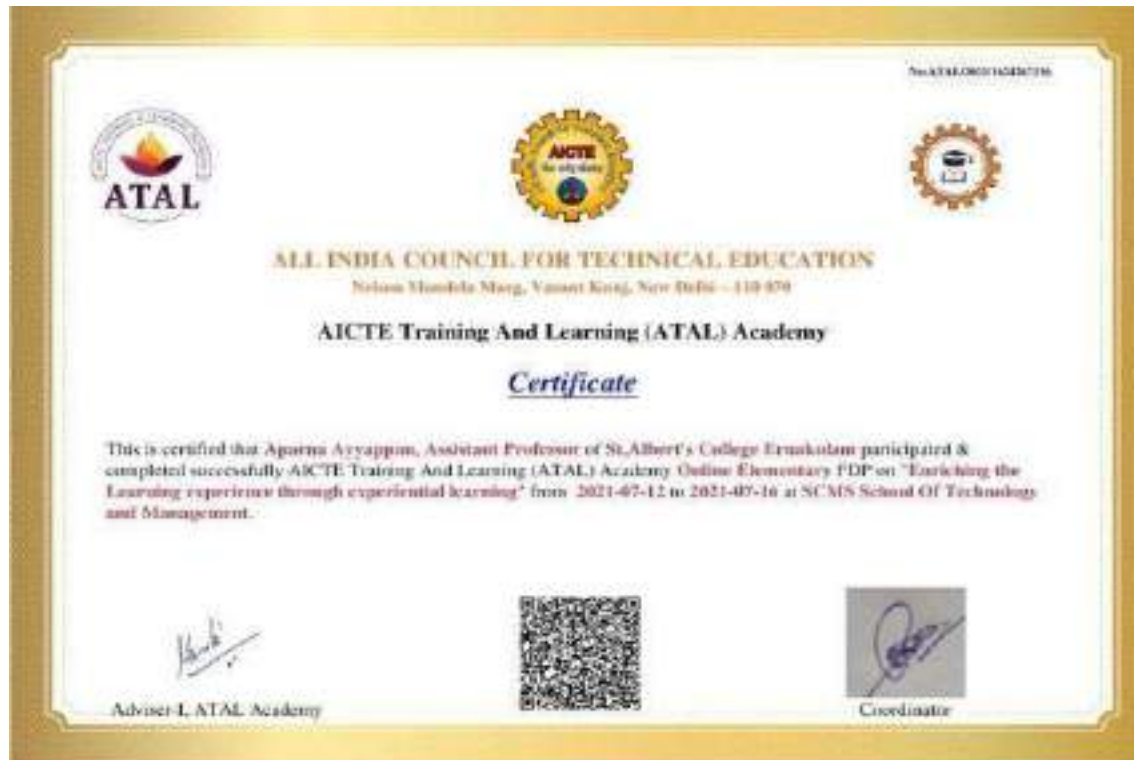 ATAL
AICTE
ALL INDIA COUNCIL FOR TECHNICAL EDUCATION
Nelson Mandela Marg, Vasant Kunj, New Delhi – 110 070
AICTE Training And Learning (ATAL) Academy
Certificate
This is certified that Aparna Ayyappan, Assistant Professor of St.Albert's College Ernakulam participated &
completed successfully AICTE Training And Learning (ATAL) Academy Online Elementary FDP on "Enriching the
Learning experience through experiential learning" from 2021-07-12 to 2021-07-16 at SCMS School Of Technology
and Management.
Adviser-I, ATAL Academy
Coordinator